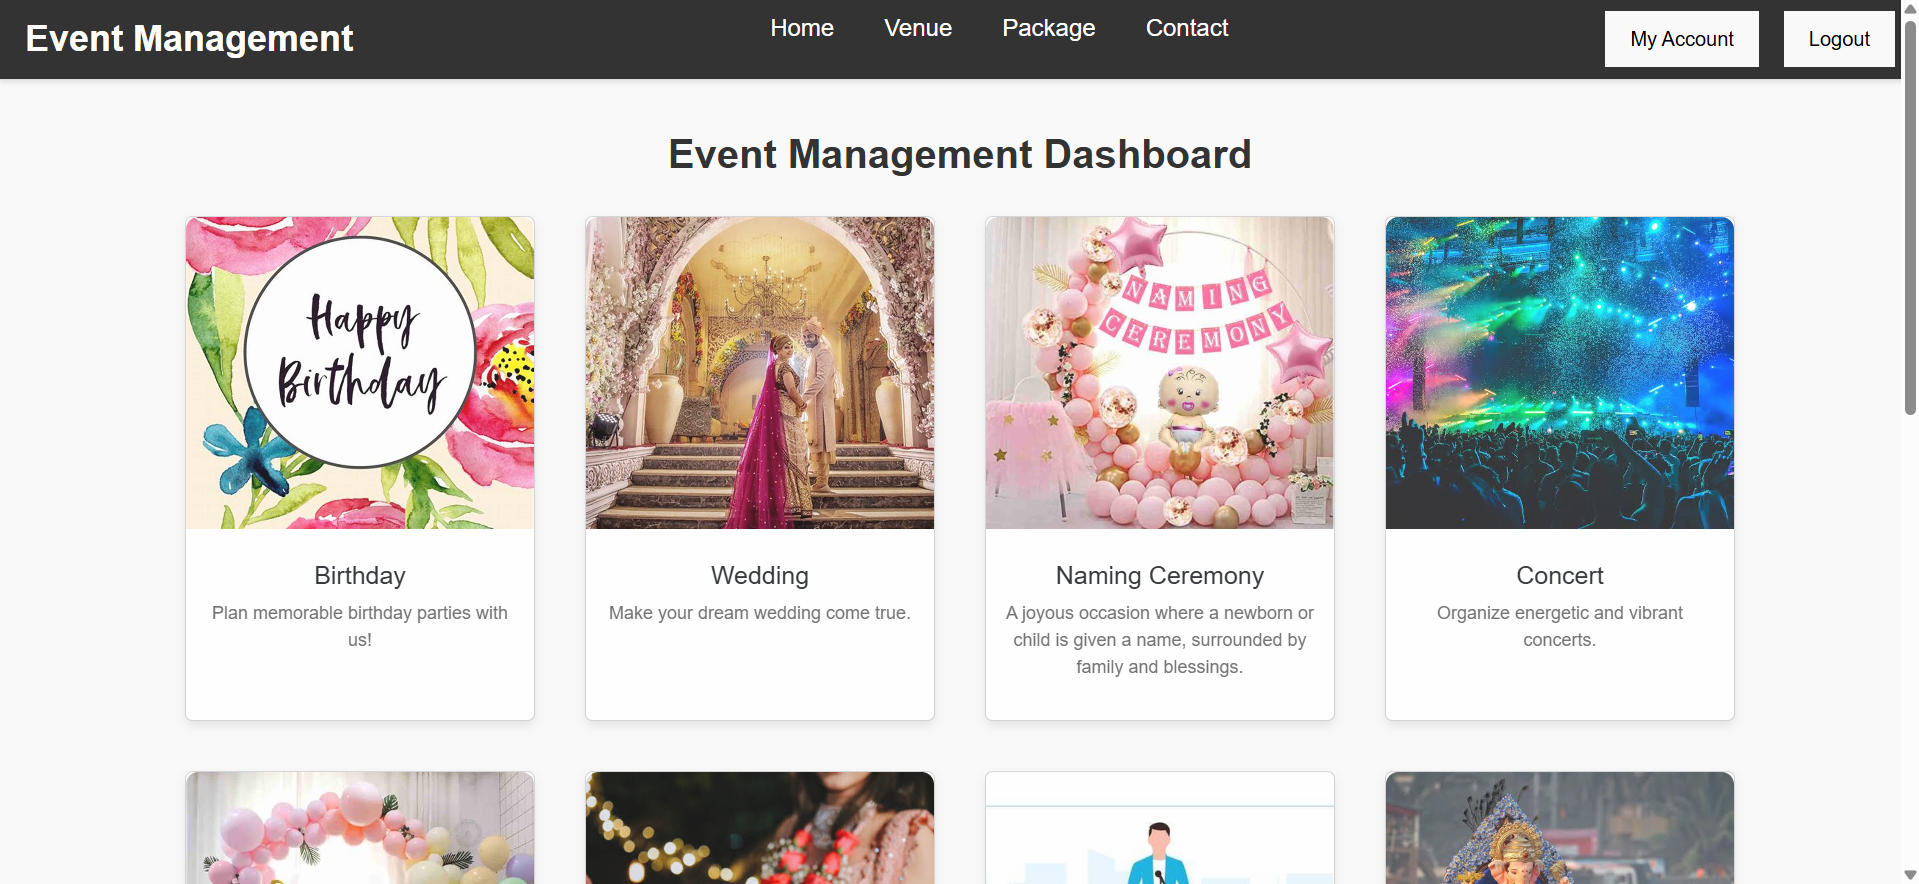 Event Management
Home Venue Package Contact
My Account Logout
Event Management Dashboard
Happy
Birthday
NAMING
CEREMONY
Birthday
Plan memorable birthday parties with
us!
Wedding
Make your dream wedding come true.
Naming Ceremony
A joyous occasion where a newborn or
child is given a name, surrounded by
family and blessings.
Concert
Organize energetic and vibrant
concerts.